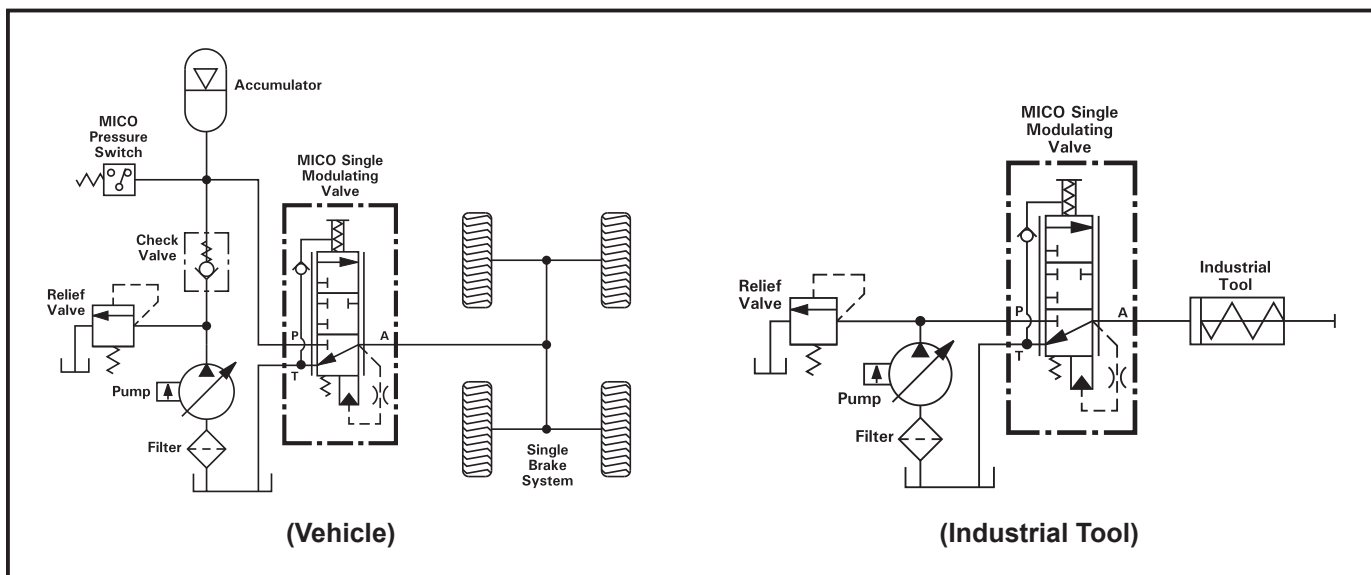 Accumulator
MICO
Pressure
Switch
MICO Single
Modulating
Valve
Check
Valve
Relief
Valve
P
A
T
Pump
Filter
Single
Brake
System
(Vehicle)
MICO Single
Modulating
Valve
Industrial
Tool
Relief
Valve
P
A
T
Pump
Filter
(Industrial Tool)